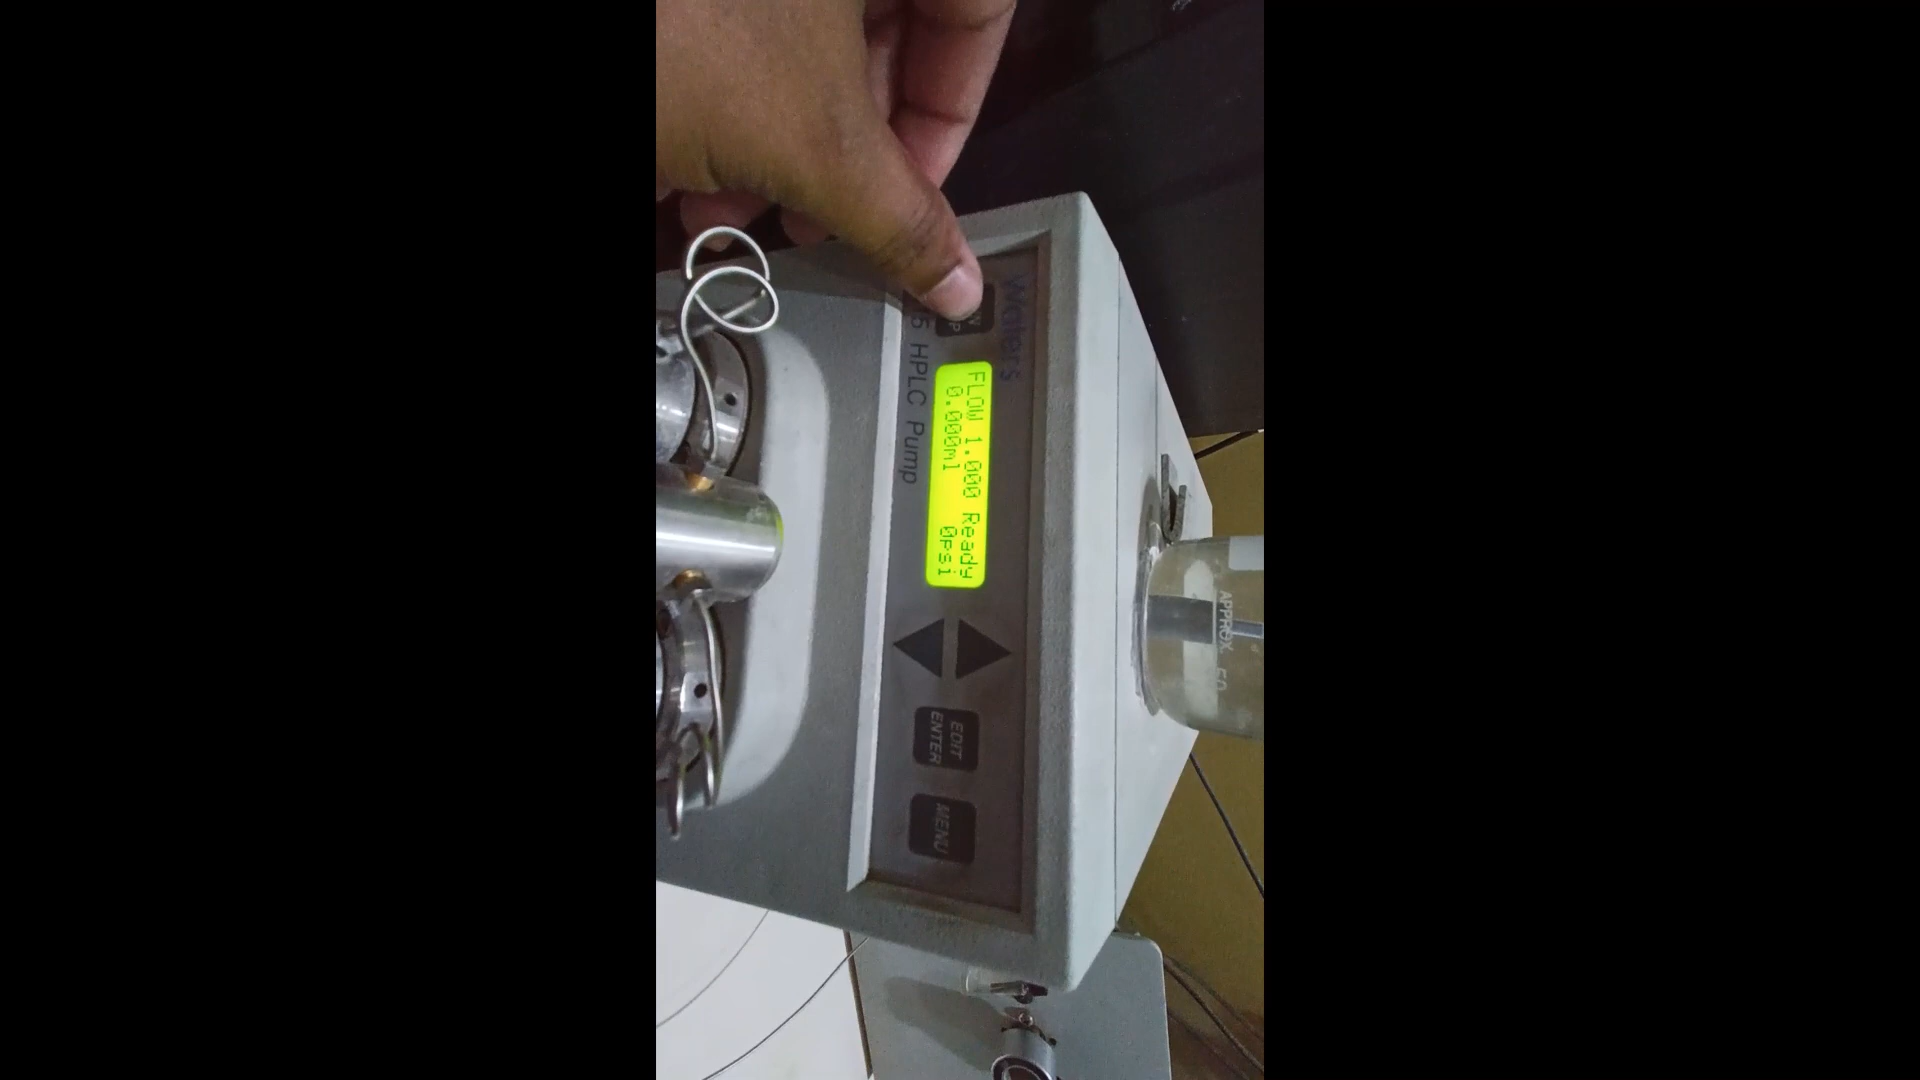 Waters
HPLC Pump
FLOW 1.000 Ready
0.000ml 0psi
EDIT
ENTER
MENU
APPROX.